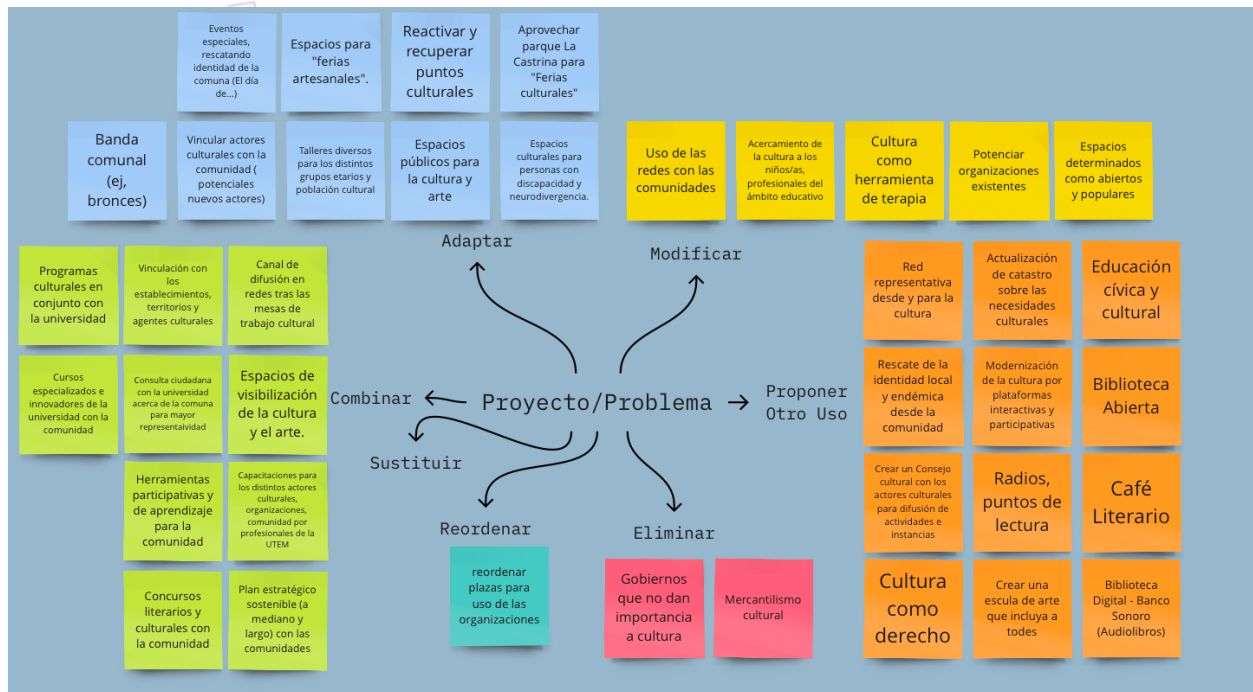 Eventos
especiales,
rescatando
identidad de la
comuna (El día
de...)
Espacios para
"ferias
artesanales".
Reactivar y
recuperar
puntos
culturales
Aprovechar
parque La
Castrina para
"Ferias
culturales"
Banda
comunal
(ej,
bronces)
Vincular actores
culturales con la
comunidad (
potenciales
nuevos actores)
Talleres diversos
para los distintos
grupos etarios y
población cultural
Espacios
públicos para
la cultura y
arte
Espacios
culturales para
personas con
discapacidad y
neurodivergencia.
Uso de las
redes con las
comunidades
Acercamiento de
la cultura a los
niños/as,
profesionales del
ámbito educativo
Cultura
como
herramienta
de terapia
Potenciar
organizaciones
existentes
Espacios
determinados
como abiertos
y populares
Adaptar
Modificar
Programas
culturales en
conjunto con
la universidad
Vinculación con
los
establecimientos,
territorios y
agentes culturales
Canal de
difusión en
redes tras las
mesas de
trabajo cultural
Cursos
especializados e
innovadores de la
universidad con la
comunidad
Consulta ciudadana
con la universidad
acerca de la comuna
para mayor
representaividad
Espacios de
visibilización
de la cultura
y el arte.
Herramientas
participativas y
de aprendizaje
para la
comunidad
Capacitaciones para
los distintos actores
culturales,
organizaciones,
comunidad por
profesionales de la
UTEM
Concursos
literarios y
culturales con
la comunidad
Plan estratégico
sostenible (a
mediano y
largo) con las
comunidades
Combinar
Proyecto/Problema
Proponer
Otro Uso
Sustituir
Reordenar
Eliminar
reordenar
plazas para
uso de las
organizaciones
Gobiernos
que no dan
importancia
a cultura
Mercantilismo
cultural
Red
representativa
desde y para la
cultura
Actualización
de catastro
sobre las
necesidades
culturales
Educación
cívica y
cultural
Rescate de la
identidad local
y endémica
desde la
comunidad
Modernización
de la cultura por
plataformas
interactivas y
participativas
Biblioteca
Abierta
Crear un Consejo
cultural con los
actores culturales
para difusión de
actividades e
instancias
Radios,
puntos de
lectura
Café
Literario
Cultura
como
derecho
Crear una
escula de arte
que incluya a
todes
Biblioteca
Digital - Banco
Sonoro
(Audiolibros)